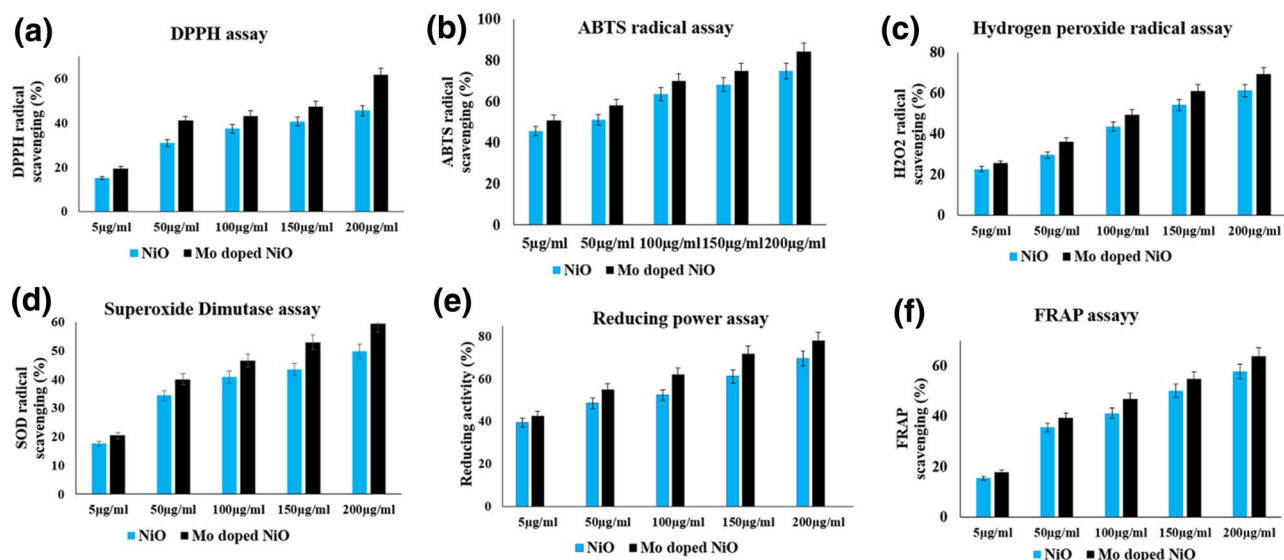 (a)
DPPH assay
DPPH radical
scavenging (%)
60
40
20
0
5µg/ml 50µg/ml 100µg/ml 150µg/ml 200µg/ml
NiO Mo doped NiO
(b)
ABTS radical assay
ABTS radical
scavenging (%)
100
80
60
40
20
0
5µg/ml 50µg/ml 100µg/ml 150µg/ml 200µg/ml
NiO Mo doped NiO
(c)
Hydrogen peroxide radical assay
H2O2 radical
scavenging (%)
80
60
40
20
0
5µg/ml 50µg/ml 100µg/ml 150µg/ml 200µg/ml
NiO Mo doped NiO
(d)
Superoxide Dimutase assay
SOD radical
scavenging (%)
60
50
40
30
20
10
0
5µg/ml 50µg/ml 100µg/ml 150µg/ml 200µg/ml
NiO Mo doped NiO
(e)
Reducing power assay
Reducing activity (%)
80
60
40
20
0
5µg/ml 50µg/ml 100µg/ml 150µg/ml 200µg/ml
NiO Mo doped NiO
(f)
FRAP assayy
FRAP
scavenging (%)
60
40
20
0
5µg/ml 50µg/ml 100µg/ml 150µg/ml 200µg/ml
NiO Mo doped NiO